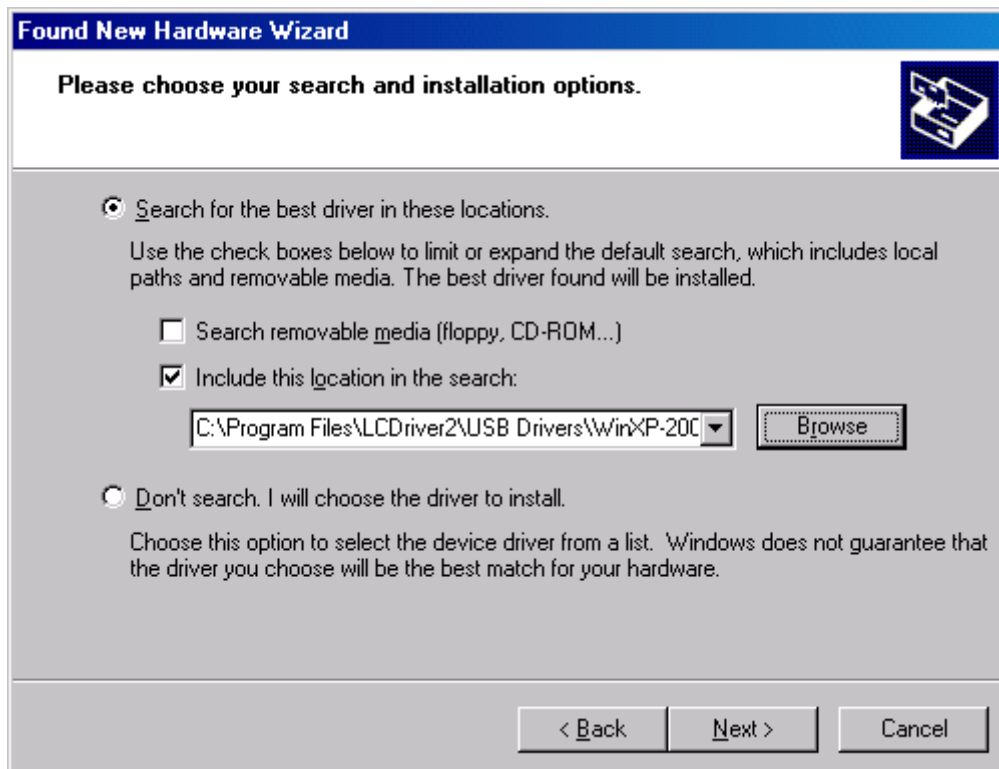 Found New Hardware Wizard
Please choose your search and installation options.
Search for the best driver in these locations.
Use the check boxes below to limit or expand the default search, which includes local
paths and removable media. The best driver found will be installed.
Search removable media (floppy, CD-ROM...)
Include this location in the search:
C:\Program Files\LCDriver2\USB Drivers\WinXP-200
Browse
Don't search. I will choose the driver to install.
Choose this option to select the device driver from a list. Windows does not guarantee that
the driver you choose will be the best match for your hardware.
< Back Next > Cancel